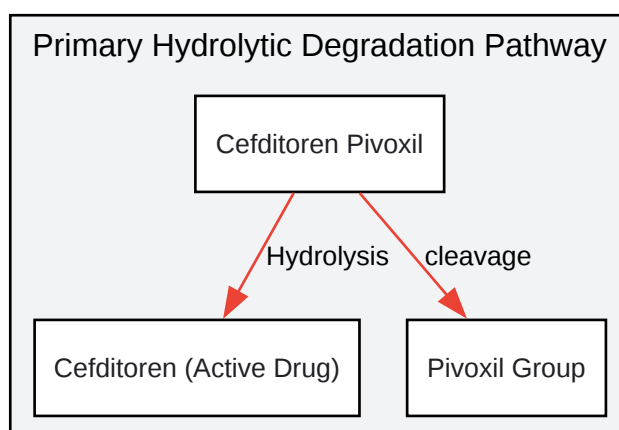 Primary Hydrolytic Degradation Pathway
Cefditoren Pivoxil
Hydrolysis
cleavage
Cefditoren (Active Drug)
Pivoxil Group